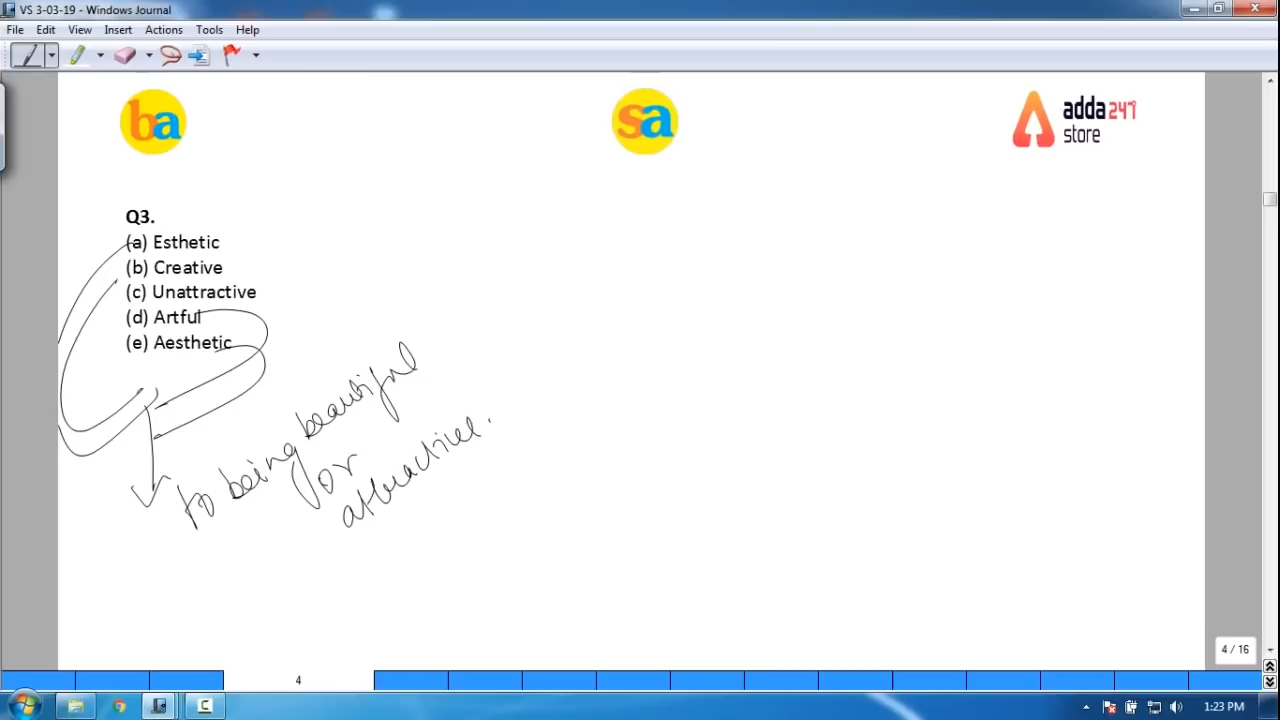 VS 3-03-19 - Windows Journal
File Edit View Insert Actions Tools Help
ba
sa
adda247
store
Q3.
(a) Esthetic
(b) Creative
(c) Unattractive
(d) Artful
(e) Aesthetic
to being beautiful
or
attractive.
4 / 16
4
1:23 PM